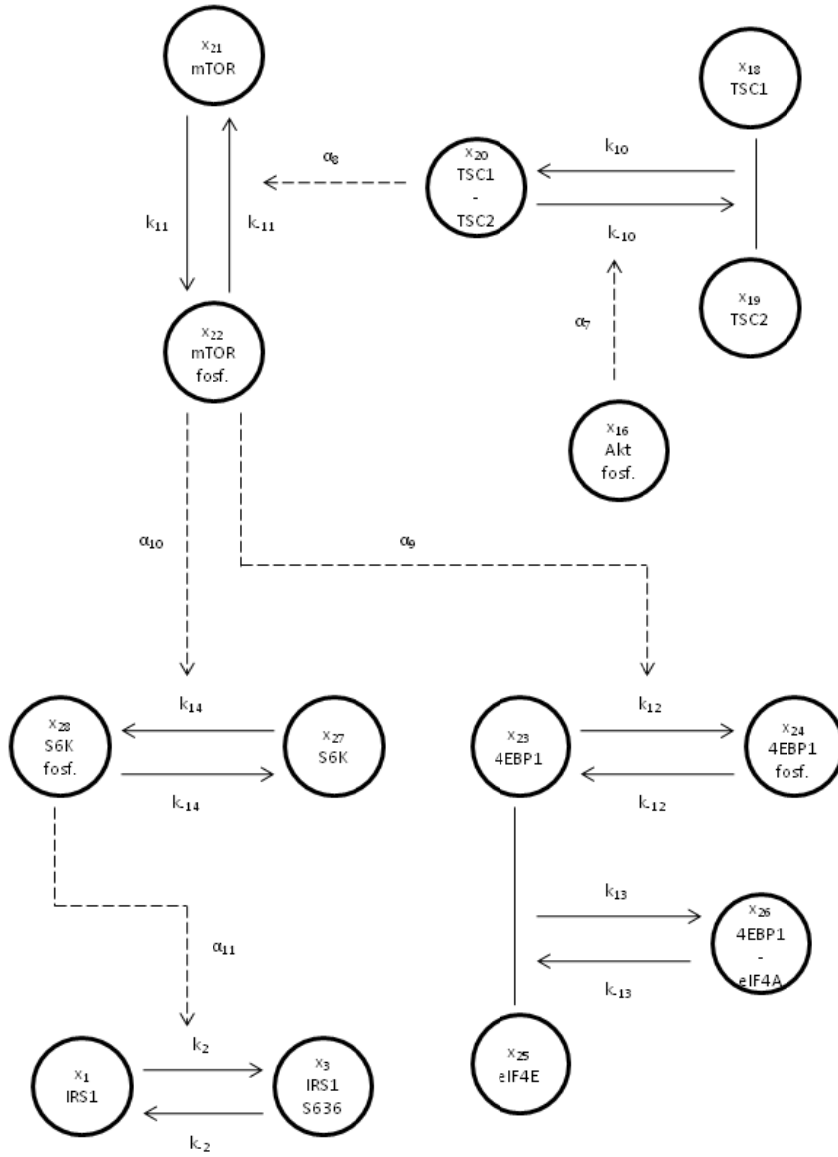 x₂₁
mTOR
x₁₈
TSC1
α₈
x₂₀
TSC1
-
TSC2
k₁₀
k₋₁₀
k₁₁
k₋₁₁
x₁₉
TSC2
α₇
x₂₂
mTOR
fosf.
x₁₆
Akt
fosf.
α₁₀
α₉
x₂₈
S6K
fosf.
k₁₄
k₋₁₄
x₂₇
S6K
x₂₃
4EBP1
k₁₂
k₋₁₂
x₂₄
4EBP1
fosf.
k₁₃
k₋₁₃
x₂₆
4EBP1
-
eIF4A
α₁₁
x₁
IRS1
k₂
k₋₂
x₃
IRS1
S636
x₂₅
eIF4E